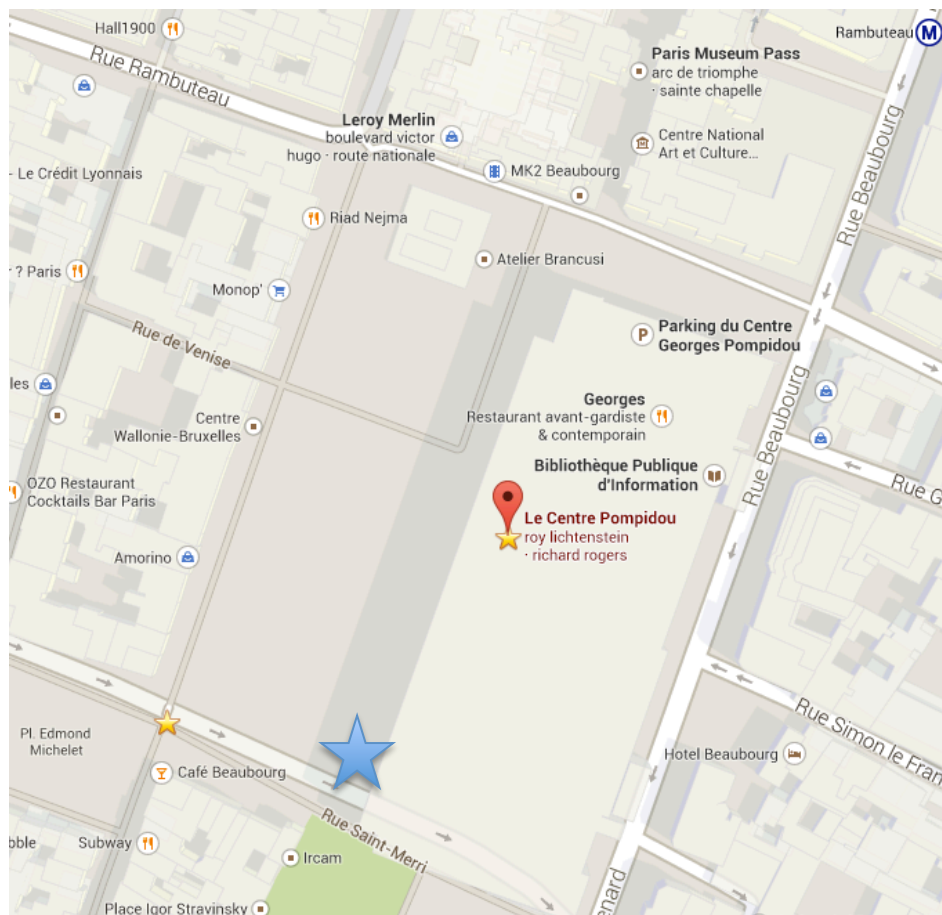 Hall1900
Rambuteau
M
Rue Rambuteau
Paris Museum Pass
arc de triomphe
· sainte chapelle
Leroy Merlin
boulevard victor
hugo · route nationale
Centre National
Art et Culture...
Rue Beaubourg
MK2 Beaubourg
- Le Crédit Lyonnais
Riad Nejma
Atelier Brancusi
r ? Paris
Monop'
P
Parking du Centre
Georges Pompidou
Rue de Venise
les
Georges
Restaurant avant-gardiste
& contemporain
Rue Beaubourg
Centre
Wallonie-Bruxelles
Bibliothèque Publique
d'Information
OZO Restaurant
Cocktails Bar Paris
Rue G
Le Centre Pompidou
roy lichtenstein
· richard rogers
Amorino
Rue Simon le Fran
Pl. Edmond
Michelet
Hotel Beaubourg
Café Beaubourg
Rue Saint-Merri
bble
Subway
Ircam
enard
Place Igor Stravinsky